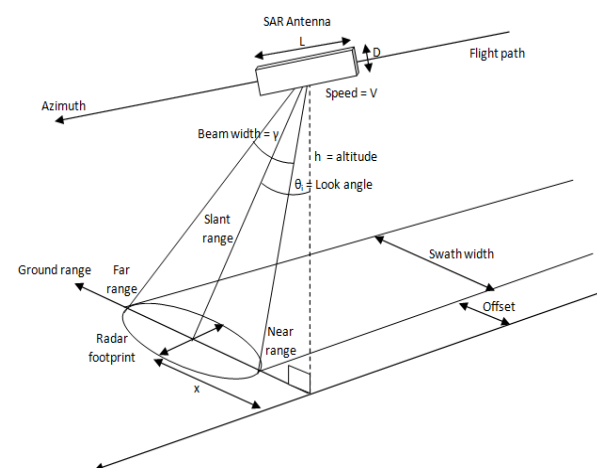 SAR Antenna
L
D
Flight path
Speed = V
Azimuth
Beam width = γ
h = altitude
θi = Look angle
Slant
range
Swath width
Ground range
Far
range
Offset
Near
range
Radar
footprint
x